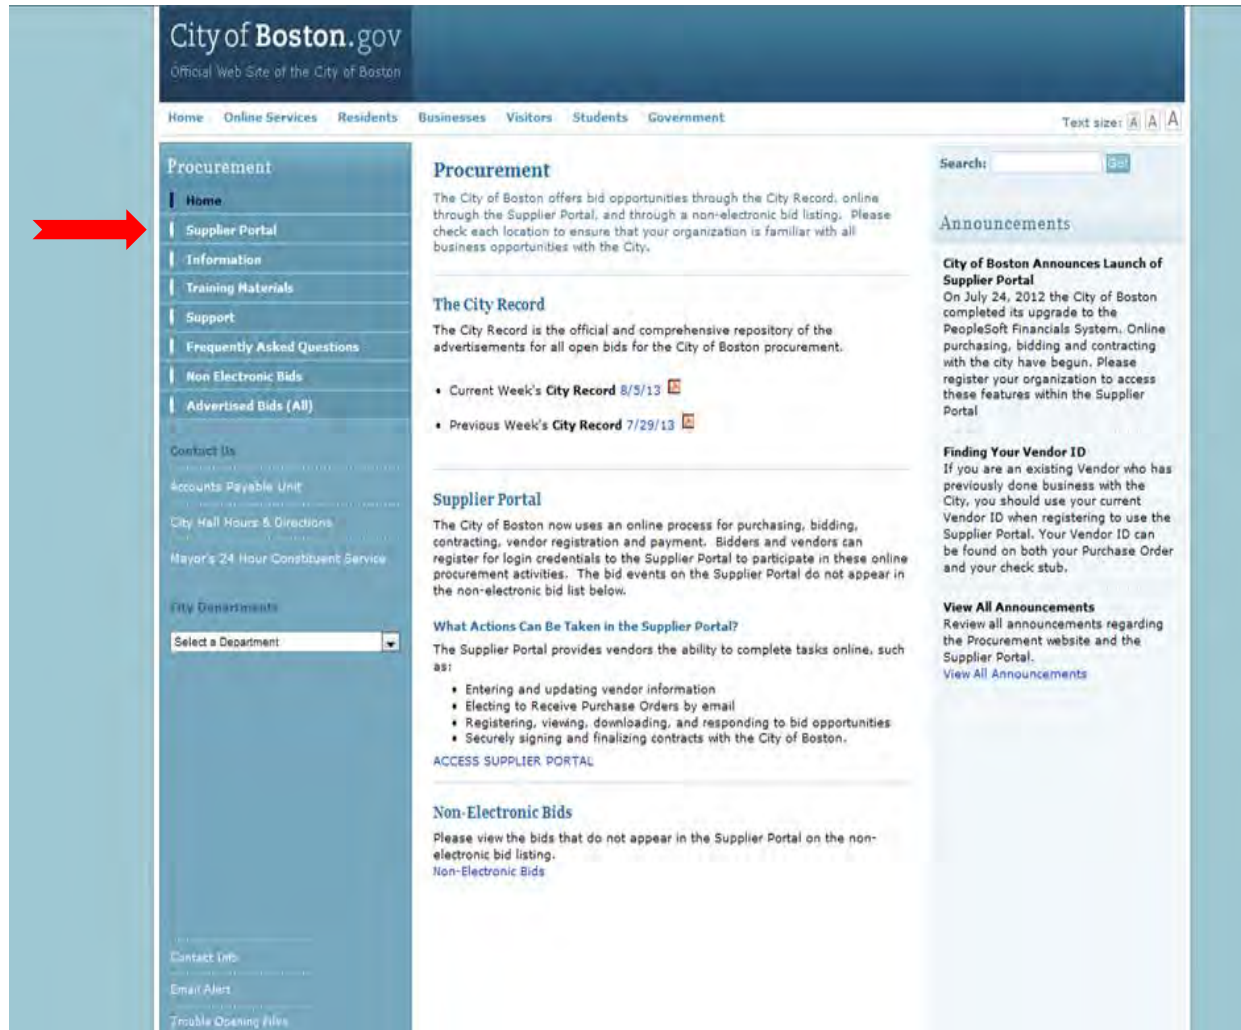 City of Boston.gov
Official Web Site of the City of Boston
Home Online Services Residents Businesses Visitors Students Government
Text size: A A A
Procurement
Home
Supplier Portal
Information
Training Materials
Support
Frequently Asked Questions
Non Electronic Bids
Advertised Bids (All)
Contact Us
Accounts Payable Unit
City Hall Hours & Directions
Mayor's 24 Hour Constituent Service
City Departments
Select a Department
Contact Info
Email Alert
Trouble Opening Files
Procurement
The City of Boston offers bid opportunities through the City Record, online
through the Supplier Portal, and through a non-electronic bid listing. Please
check each location to ensure that your organization is familiar with all
business opportunities with the City.
The City Record
The City Record is the official and comprehensive repository of the
advertisements for all open bids for the City of Boston procurement.
• Current Week's City Record 8/5/13
• Previous Week's City Record 7/29/13
Supplier Portal
The City of Boston now uses an online process for purchasing, bidding,
contracting, vendor registration and payment. Bidders and vendors can
register for login credentials to the Supplier Portal to participate in these online
procurement activities. The bid events on the Supplier Portal do not appear in
the non-electronic bid list below.
What Actions Can Be Taken in the Supplier Portal?
The Supplier Portal provides vendors the ability to complete tasks online, such
as:
• Entering and updating vendor information
• Electing to Receive Purchase Orders by email
• Registering, viewing, downloading, and responding to bid opportunities
• Securely signing and finalizing contracts with the City of Boston.
ACCESS SUPPLIER PORTAL
Non-Electronic Bids
Please view the bids that do not appear in the Supplier Portal on the non-
electronic bid listing.
Non-Electronic Bids
Search: Go!
Announcements
City of Boston Announces Launch of
Supplier Portal
On July 24, 2012 the City of Boston
completed its upgrade to the
PeopleSoft Financials System. Online
purchasing, bidding and contracting
with the city have begun. Please
register your organization to access
these features within the Supplier
Portal
Finding Your Vendor ID
If you are an existing Vendor who has
previously done business with the
City, you should use your current
Vendor ID when registering to use the
Supplier Portal. Your Vendor ID can
be found on both your Purchase Order
and your check stub.
View All Announcements
Review all announcements regarding
the Procurement website and the
Supplier Portal.
View All Announcements